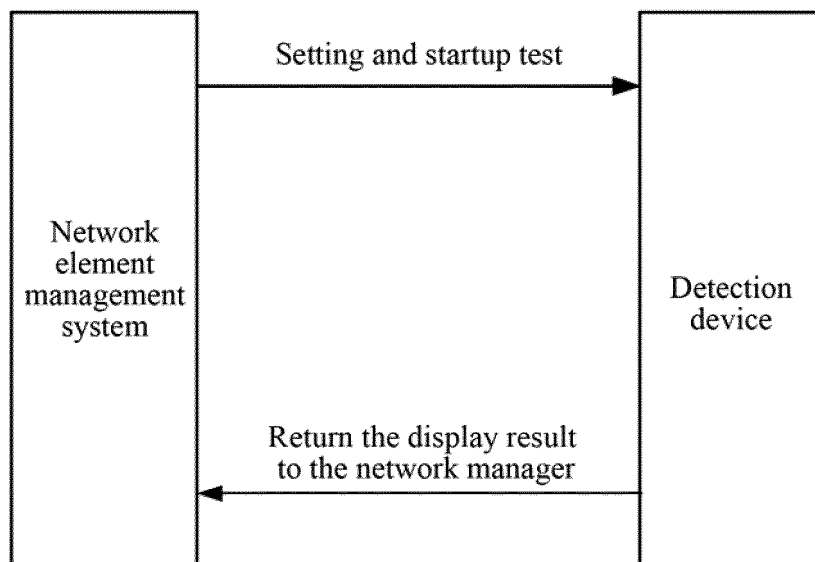 Setting and startup test
Network
element
management
system
Detection
device
Return the display result
to the network manager